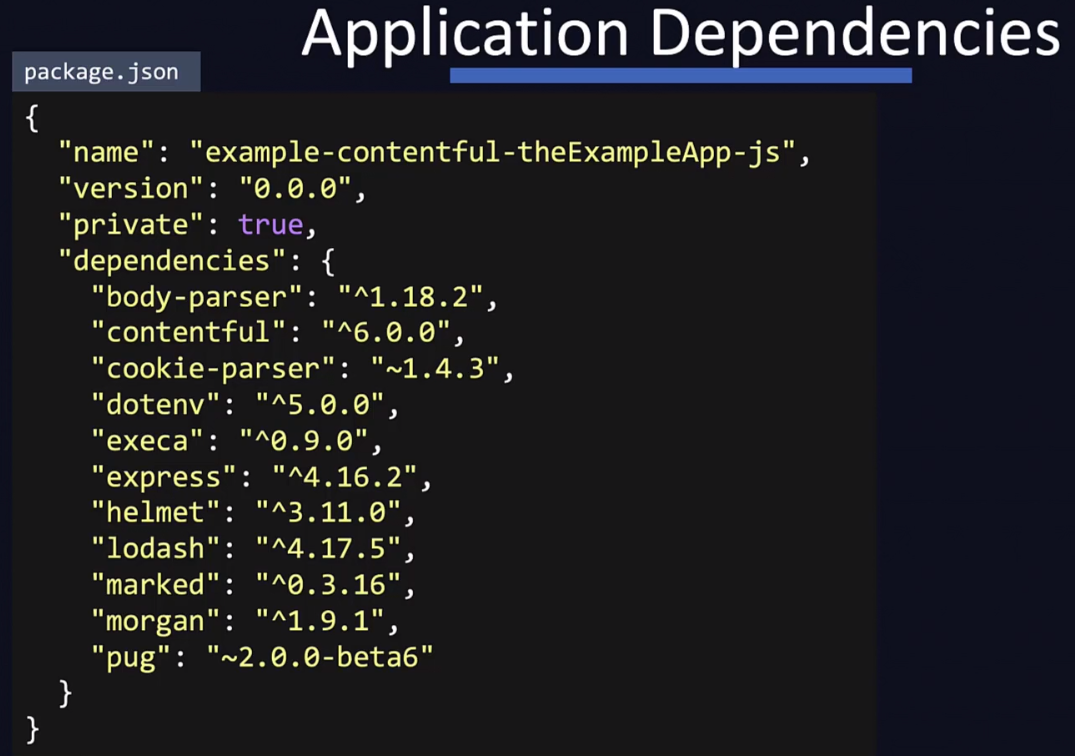 Application Dependencies
package.json
{
  "name": "example-contentful-theExampleApp-js",
  "version": "0.0.0",
  "private": true,
  "dependencies": {
    "body-parser": "^1.18.2",
    "contentful": "^6.0.0",
    "cookie-parser": "~1.4.3",
    "dotenv": "^5.0.0",
    "execa": "^0.9.0",
    "express": "^4.16.2",
    "helmet": "^3.11.0",
    "lodash": "^4.17.5",
    "marked": "^0.3.16",
    "morgan": "^1.9.1",
    "pug": "~2.0.0-beta6"
  }
}